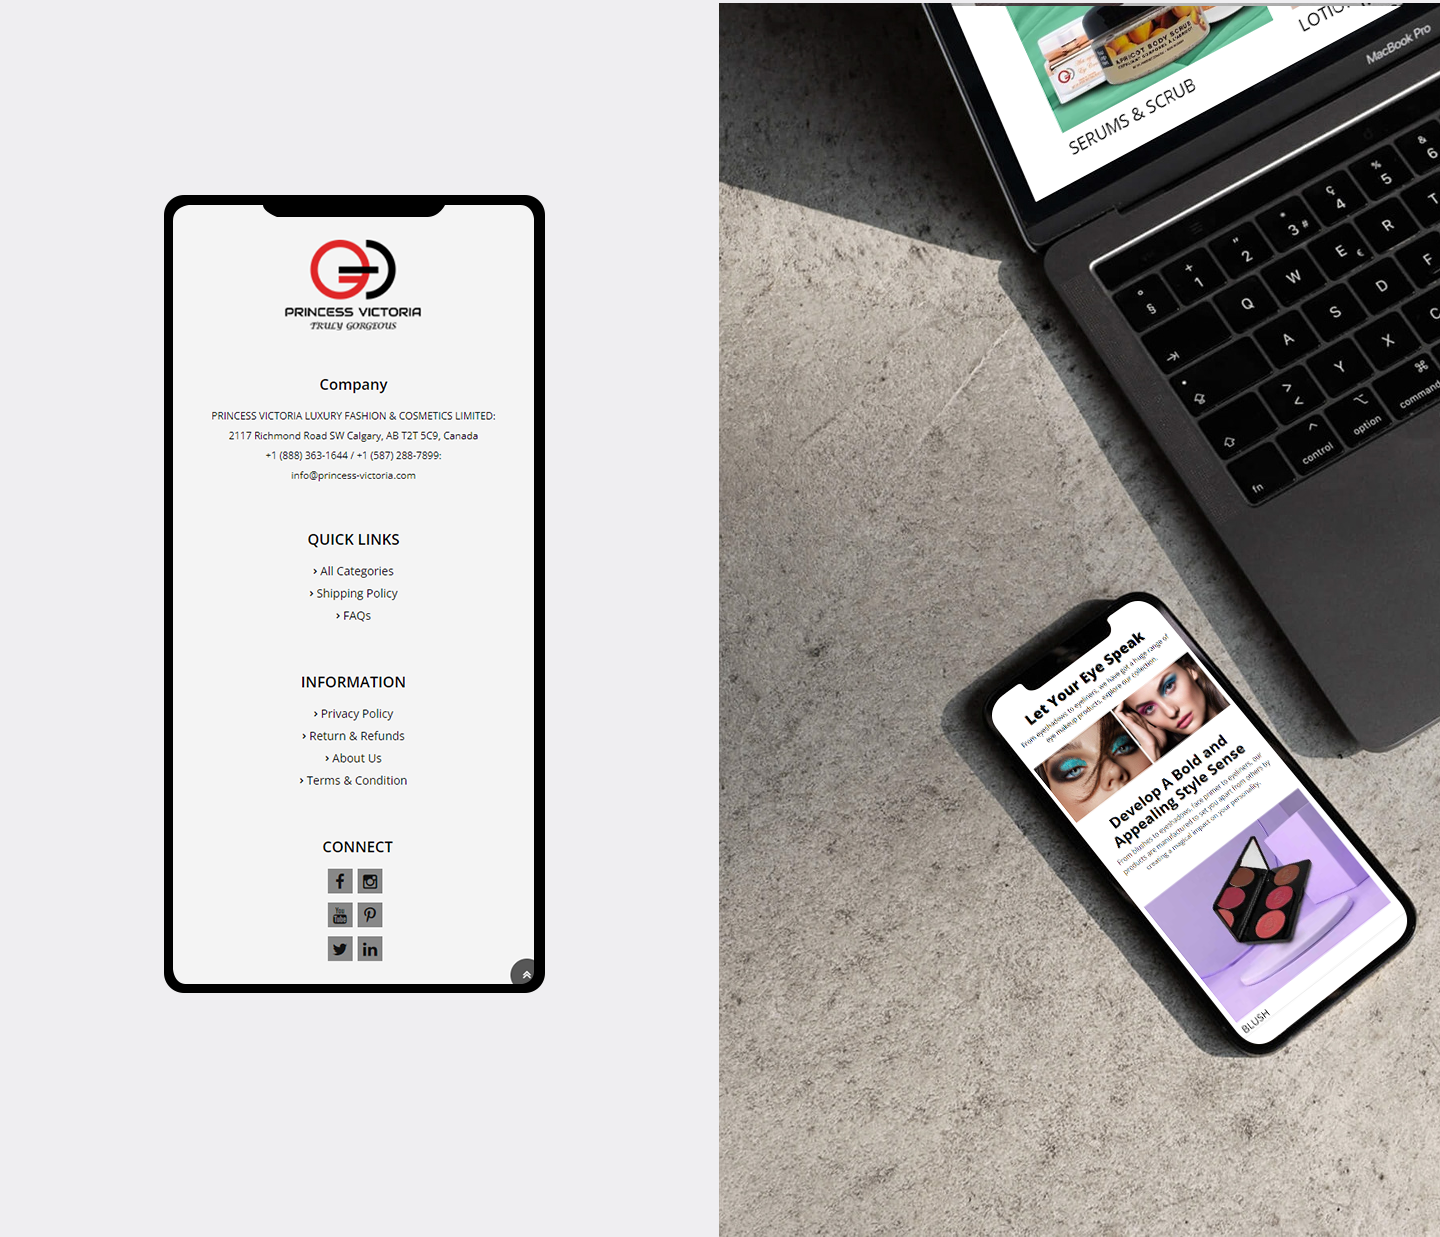 PRINCESS VICTORIA
TRULY GORGEOUS
Company
PRINCESS VICTORIA LUXURY FASHION & COSMETICS LIMITED:
2117 Richmond Road SW Calgary, AB T2T 5C9, Canada
+1 (888) 363-1644 / +1 (587) 288-7899:
info@princess-victoria.com
QUICK LINKS
› All Categories
› Shipping Policy
› FAQs
INFORMATION
› Privacy Policy
› Return & Refunds
› About Us
› Terms & Condition
CONNECT
You
Tube
in
APRICOT BODY SCRUB
SERUMS & SCRUB
MacBook Pro
& 6
% 5
ç 4
* 3 #
" 2
+ 1
° §
Q W E € R T
A S D F
> < Y X C
fn control option command
Let Your Eye Speak
From eyeshadows to eyeliners, we have got a huge range of
eye makeup products, explore our collection.
Develop A Bold and
Appealing Style Sense
From blushes to eyeshadows, face primer to eyeliners, our
products are manufactured to set you apart from others by
creating a magical impact on your personality.
BLUSH